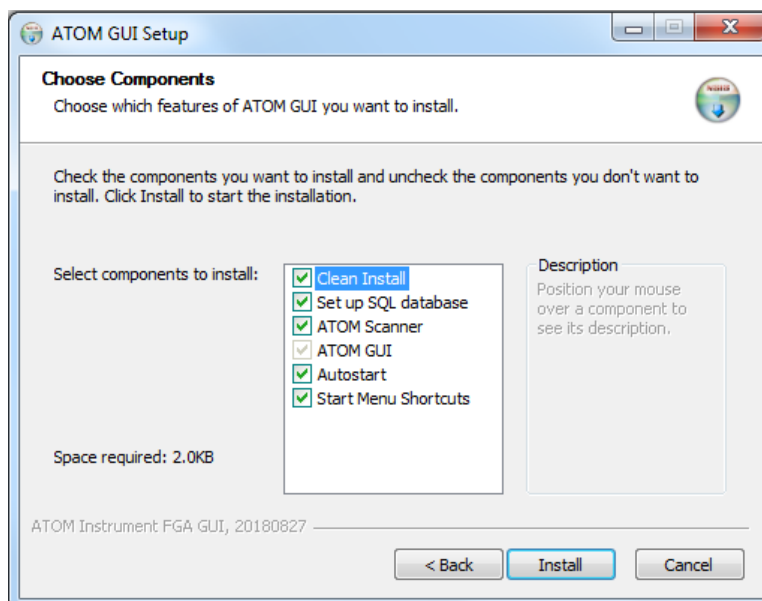 ATOM GUI Setup
Choose Components
Choose which features of ATOM GUI you want to install.
Check the components you want to install and uncheck the components you don't want to
install. Click Install to start the installation.
Select components to install:
Clean Install
Set up SQL database
ATOM Scanner
ATOM GUI
Autostart
Start Menu Shortcuts
Description
Position your mouse
over a component to
see its description.
Space required: 2.0KB
ATOM Instrument FGA GUI, 20180827
< Back
Install
Cancel